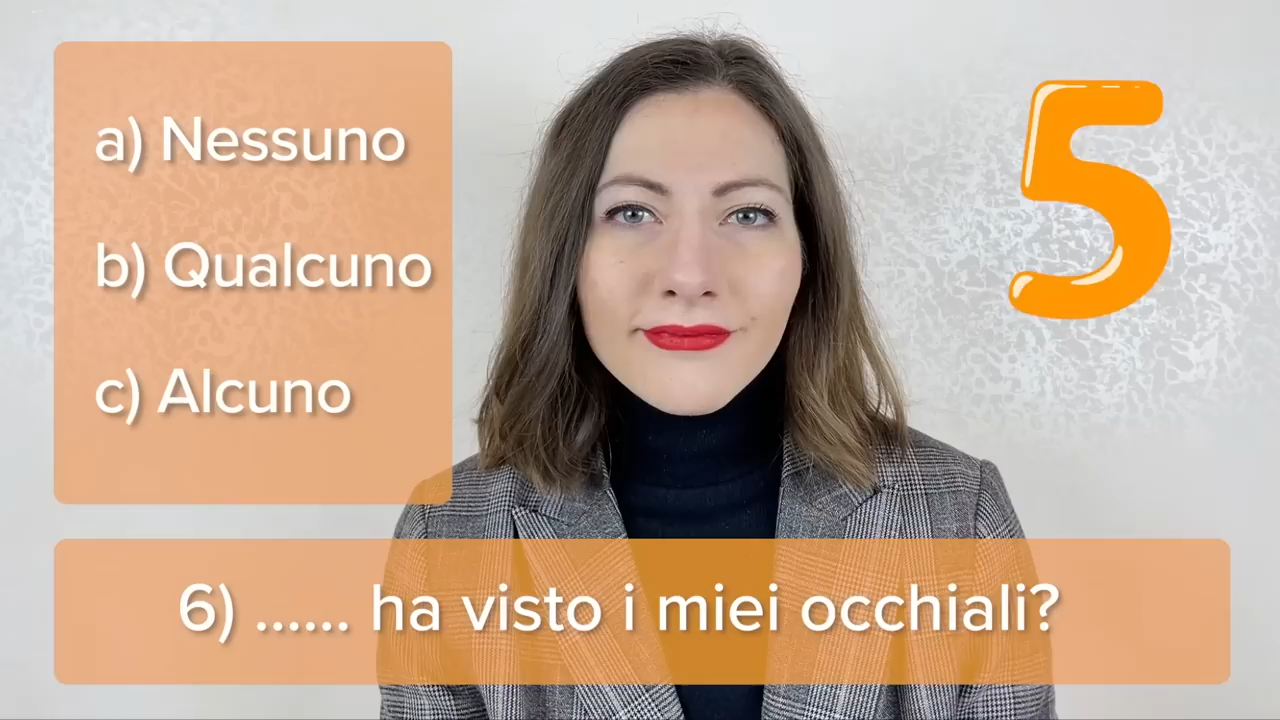 a) Nessuno
b) Qualcuno
c) Alcuno
5
6) ...... ha visto i miei occhiali?